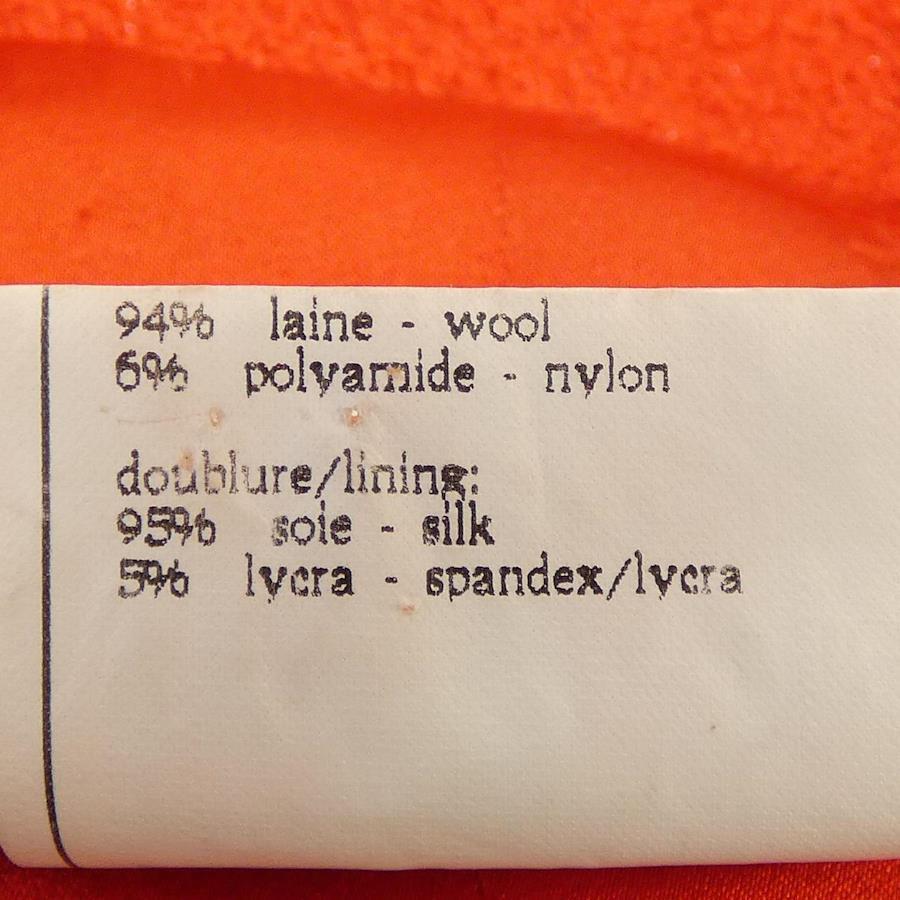 94% laine - wool
6% polyamide - nylon
doublure/lining:
95% soie - silk
5% lycra - spandex/lycra